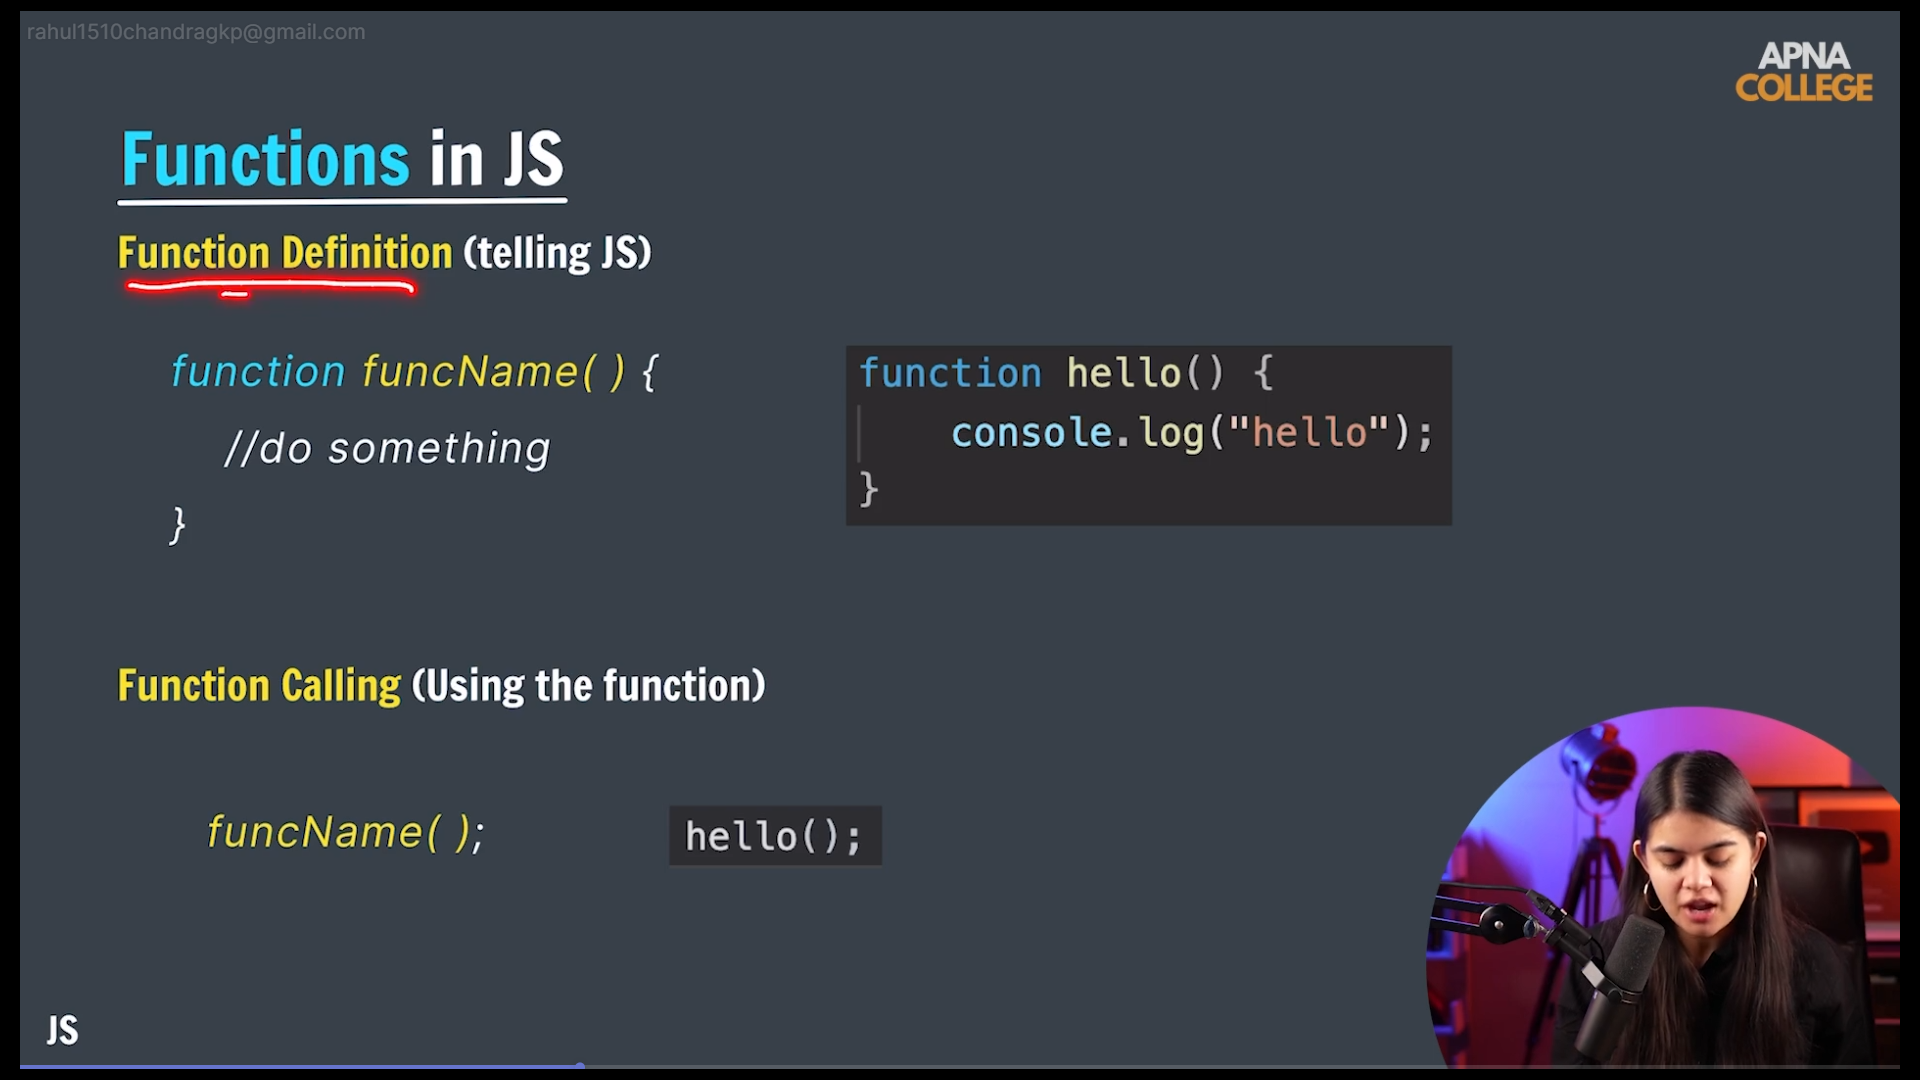 rahul1510chandragkp@gmail.com
APNA
COLLEGE
Functions in JS
Function Definition (telling JS)
function funcName( ) {
//do something
}
function hello() {
console.log("hello");
}
Function Calling (Using the function)
funcName( );
hello();
JS